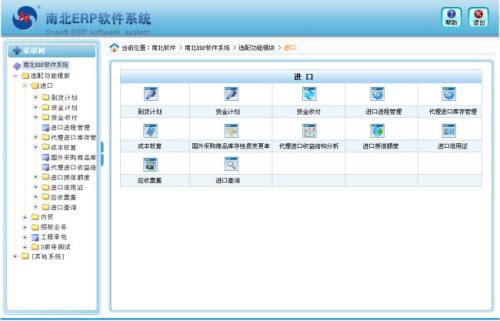 南北ERP软件系统
Snsoft ERP software system
帮助
退出
菜单树
当前位置：南北软件 > 南北ERP软件系统 > 选配功能模块 > 进口
南北ERP软件系统
选配功能模块
进口
到货计划
资金计划
资金收付
进口进程管理
代理进口库存管
成本核算
国外采购商品库
代理进口收益结
进口授信额度
进口信用证
应收票据
进口查询
内贸
招标业务
工程承包
D版待测试
[其他系统]
进 口
到货计划
资金计划
资金收付
进口进程管理
代理进口库存管理
成本核算
国外采购商品库存性质变更单
代理进口收益结构分析
进口授信额度
进口信用证
应收票据
进口查询